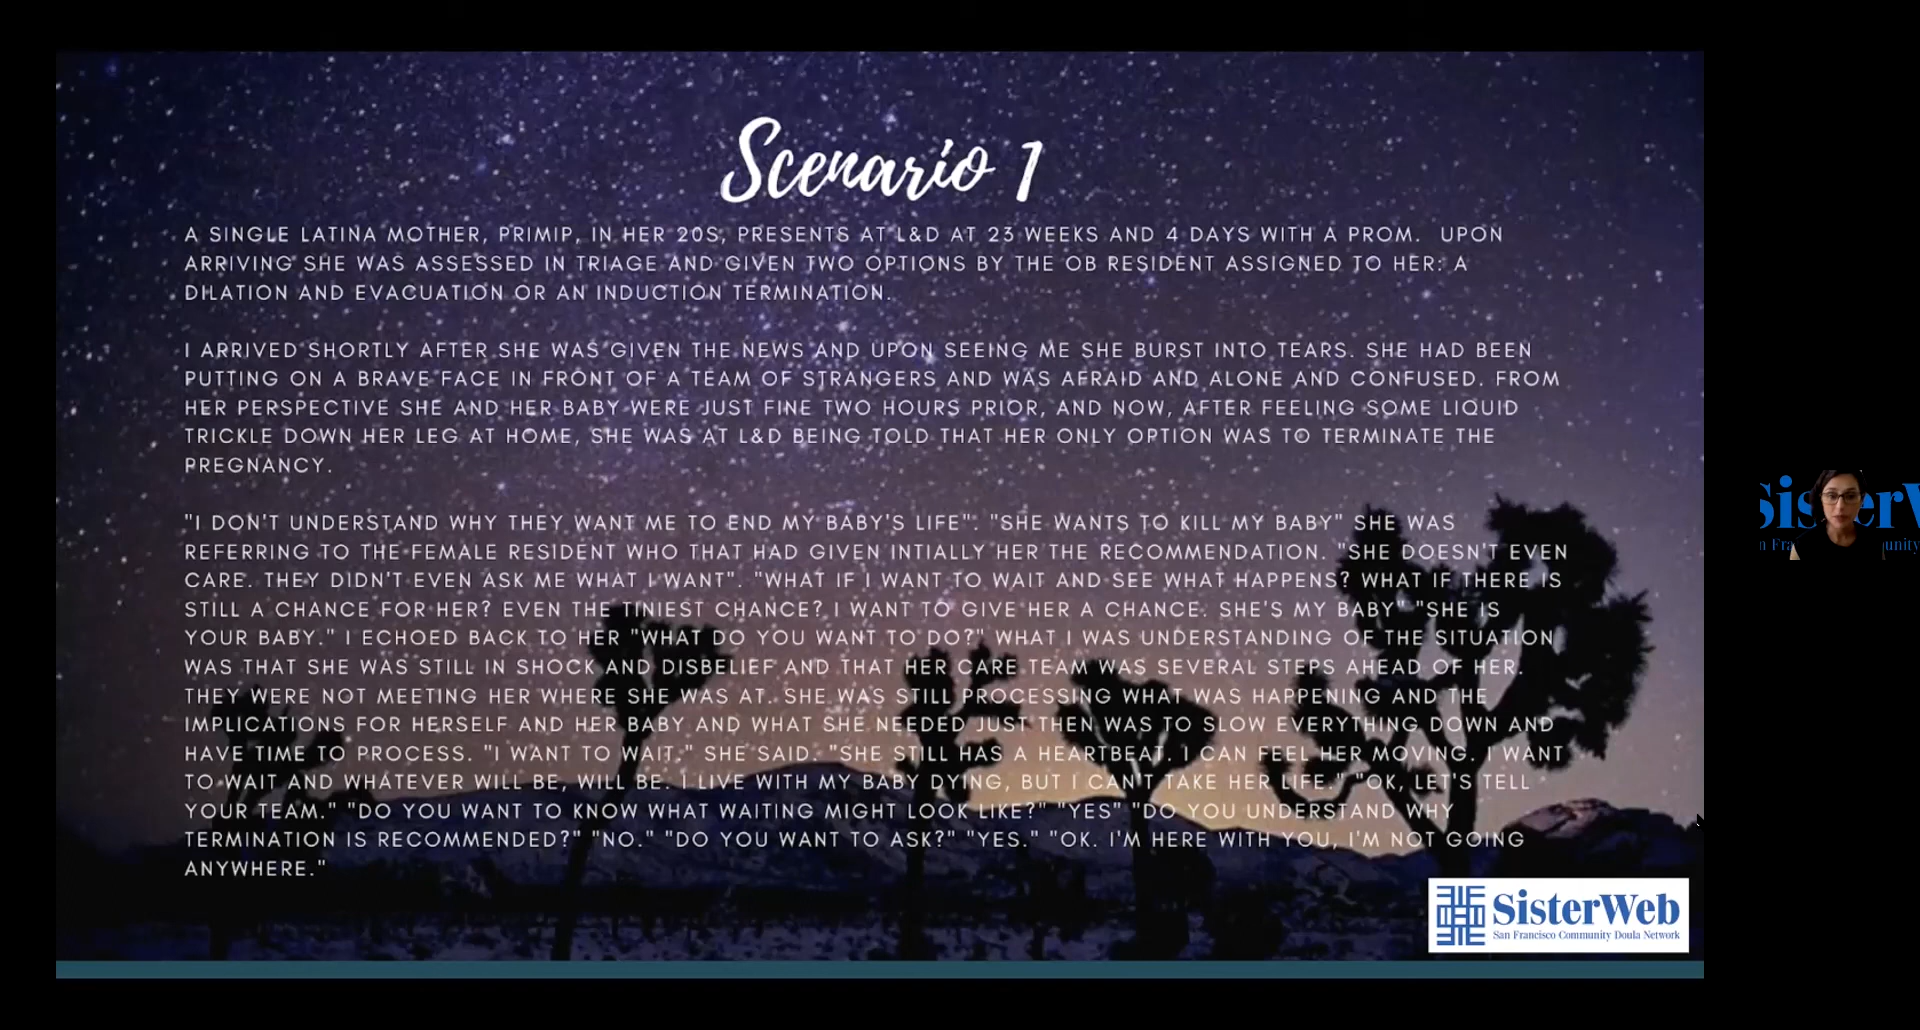 Scenario 1
A SINGLE LATINA MOTHER, PRIMIP, IN HER 20S, PRESENTS AT L&D AT 23 WEEKS AND 4 DAYS WITH A PROM.  UPON
ARRIVING SHE WAS ASSESSED IN TRIAGE AND GIVEN TWO OPTIONS BY THE OB RESIDENT ASSIGNED TO HER: A
DILATION AND EVACUATION OR AN INDUCTION TERMINATION.
I ARRIVED SHORTLY AFTER SHE WAS GIVEN THE NEWS AND UPON SEEING ME SHE BURST INTO TEARS. SHE HAD BEEN
PUTTING ON A BRAVE FACE IN FRONT OF A TEAM OF STRANGERS AND WAS AFRAID AND ALONE AND CONFUSED. FROM
HER PERSPECTIVE SHE AND HER BABY WERE JUST FINE TWO HOURS PRIOR, AND NOW, AFTER FEELING SOME LIQUID
TRICKLE DOWN HER LEG AT HOME, SHE WAS AT L&D BEING TOLD THAT HER ONLY OPTION WAS TO TERMINATE THE
PREGNANCY.
"I DON'T UNDERSTAND WHY THEY WANT ME TO END MY BABY'S LIFE". "SHE WANTS TO KILL MY BABY" SHE WAS
REFERRING TO THE FEMALE RESIDENT WHO THAT HAD GIVEN INTIALLY HER THE RECOMMENDATION. "SHE DOESN'T EVEN
CARE. THEY DIDN'T EVEN ASK ME WHAT I WANT". "WHAT IF I WANT TO WAIT AND SEE WHAT HAPPENS? WHAT IF THERE IS
STILL A CHANCE FOR HER? EVEN THE TINIEST CHANCE? I WANT TO GIVE HER A CHANCE. SHE'S MY BABY" "SHE IS
YOUR BABY." I ECHOED BACK TO HER "WHAT DO YOU WANT TO DO?" WHAT I WAS UNDERSTANDING OF THE SITUATION
WAS THAT SHE WAS STILL IN SHOCK AND DISBELIEF AND THAT HER CARE TEAM WAS SEVERAL STEPS AHEAD OF HER.
THEY WERE NOT MEETING HER WHERE SHE WAS AT. SHE WAS STILL PROCESSING WHAT WAS HAPPENING AND THE
IMPLICATIONS FOR HERSELF AND HER BABY AND WHAT SHE NEEDED JUST THEN WAS TO SLOW EVERYTHING DOWN AND
HAVE TIME TO PROCESS. "I WANT TO WAIT." SHE SAID. "SHE STILL HAS A HEARTBEAT. I CAN FEEL HER MOVING. I WANT
TO WAIT AND WHATEVER WILL BE, WILL BE. I LIVE WITH MY BABY DYING, BUT I CAN'T TAKE HER LIFE." "OK, LET'S TELL
YOUR TEAM." "DO YOU WANT TO KNOW WHAT WAITING MIGHT LOOK LIKE?" "YES" "DO YOU UNDERSTAND WHY
TERMINATION IS RECOMMENDED?" "NO." "DO YOU WANT TO ASK?" "YES." "OK. I'M HERE WITH YOU, I'M NOT GOING
ANYWHERE."
SisterWeb
San Francisco Community Doula Network